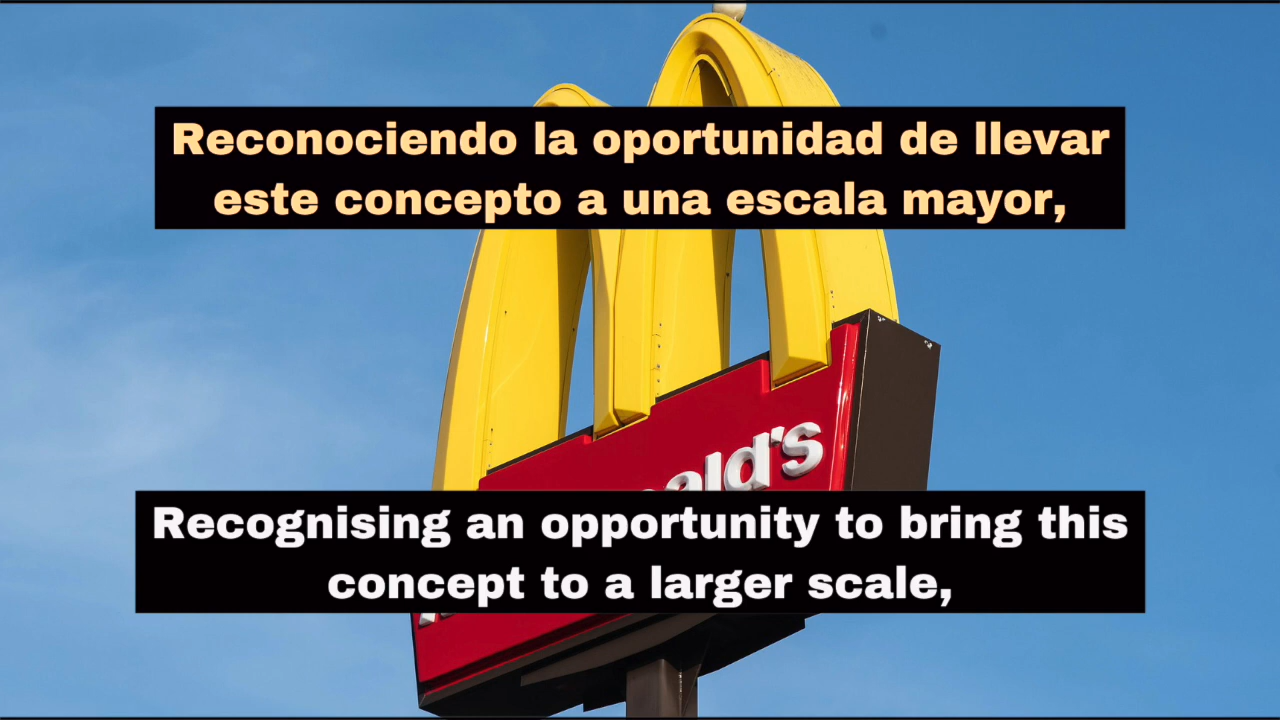 Reconociendo la oportunidad de llevar
este concepto a una escala mayor,
Recognising an opportunity to bring this
concept to a larger scale,